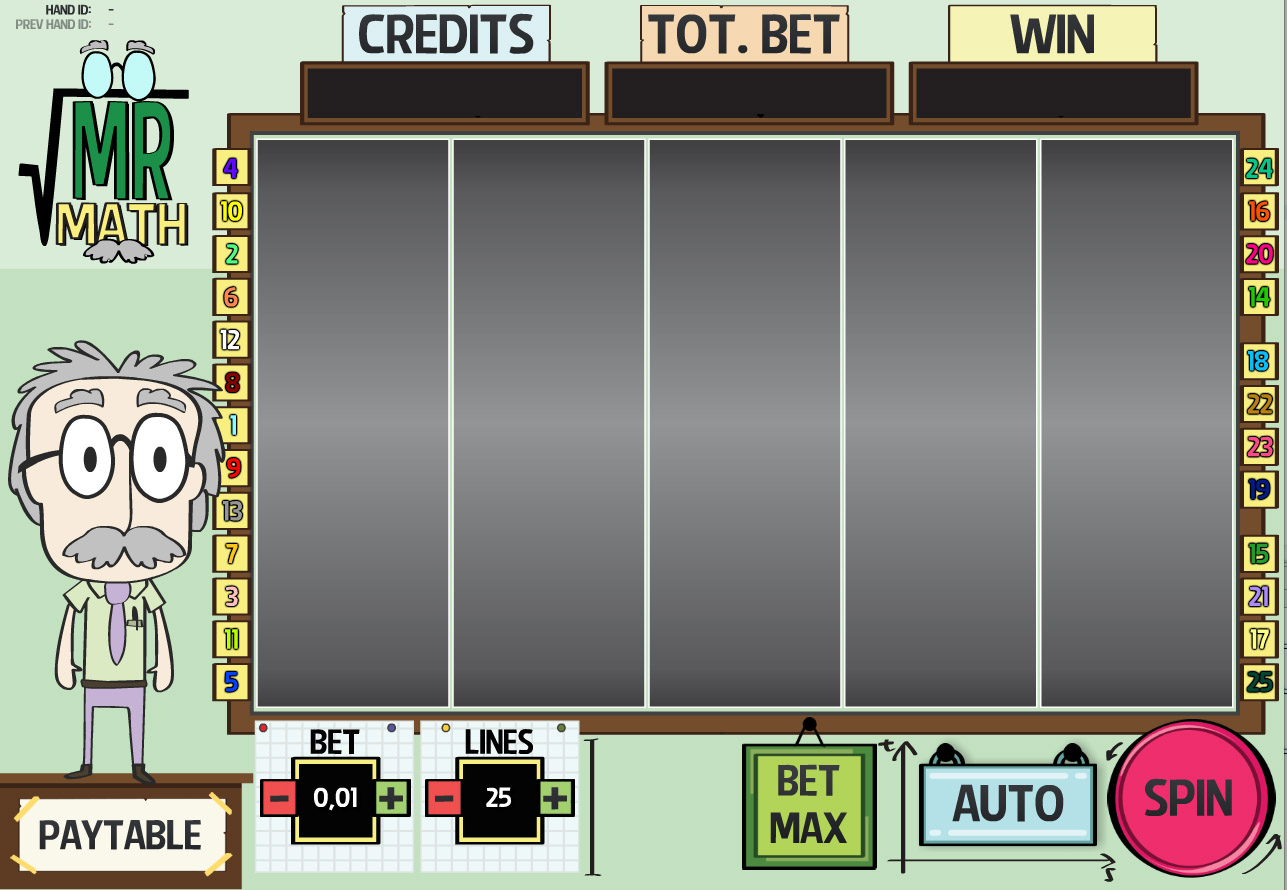 HAND ID: -
PREV HAND ID: -
CREDITS
TOT. BET
WIN
MR
MATH
4
10
2
6
12
8
1
9
13
7
3
11
5
24
16
20
14
18
22
23
19
15
21
17
25
BET
- 0,01 +
LINES
- 25 +
BET
MAX
t
s
AUTO
SPIN
PAYTABLE